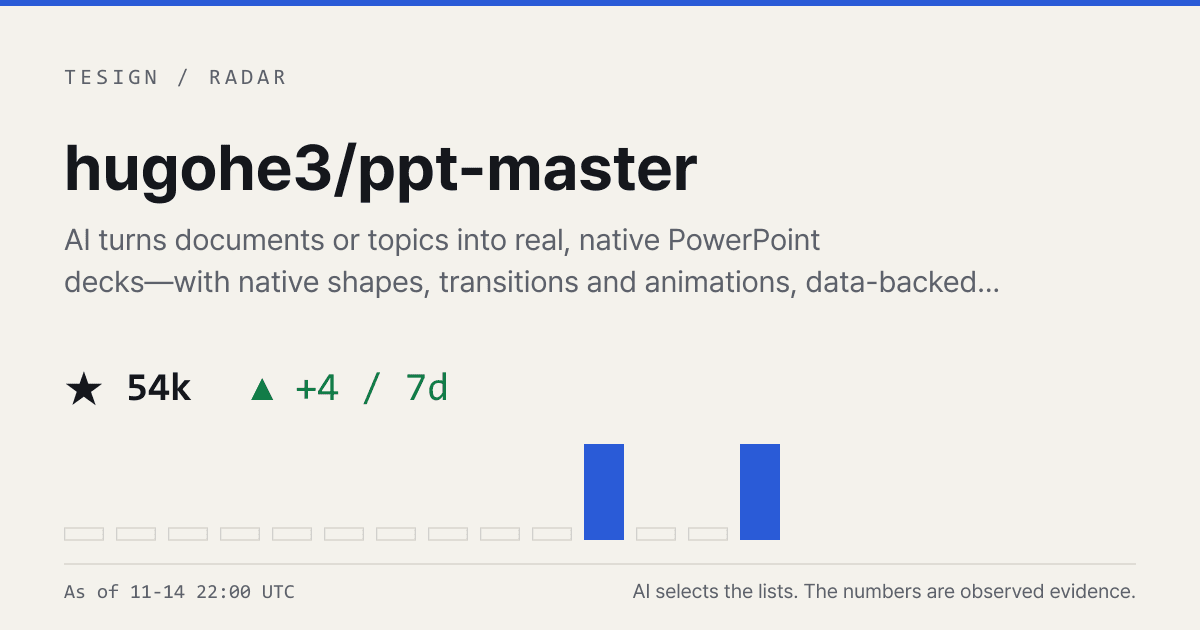 TESIGN / RADAR
hugohe3/ppt-master
AI turns documents or topics into real, native PowerPoint
decks—with native shapes, transitions and animations, data-backed...
★ 54k ▲ +4 / 7d
As of 11-14 22:00 UTC
AI selects the lists. The numbers are observed evidence.